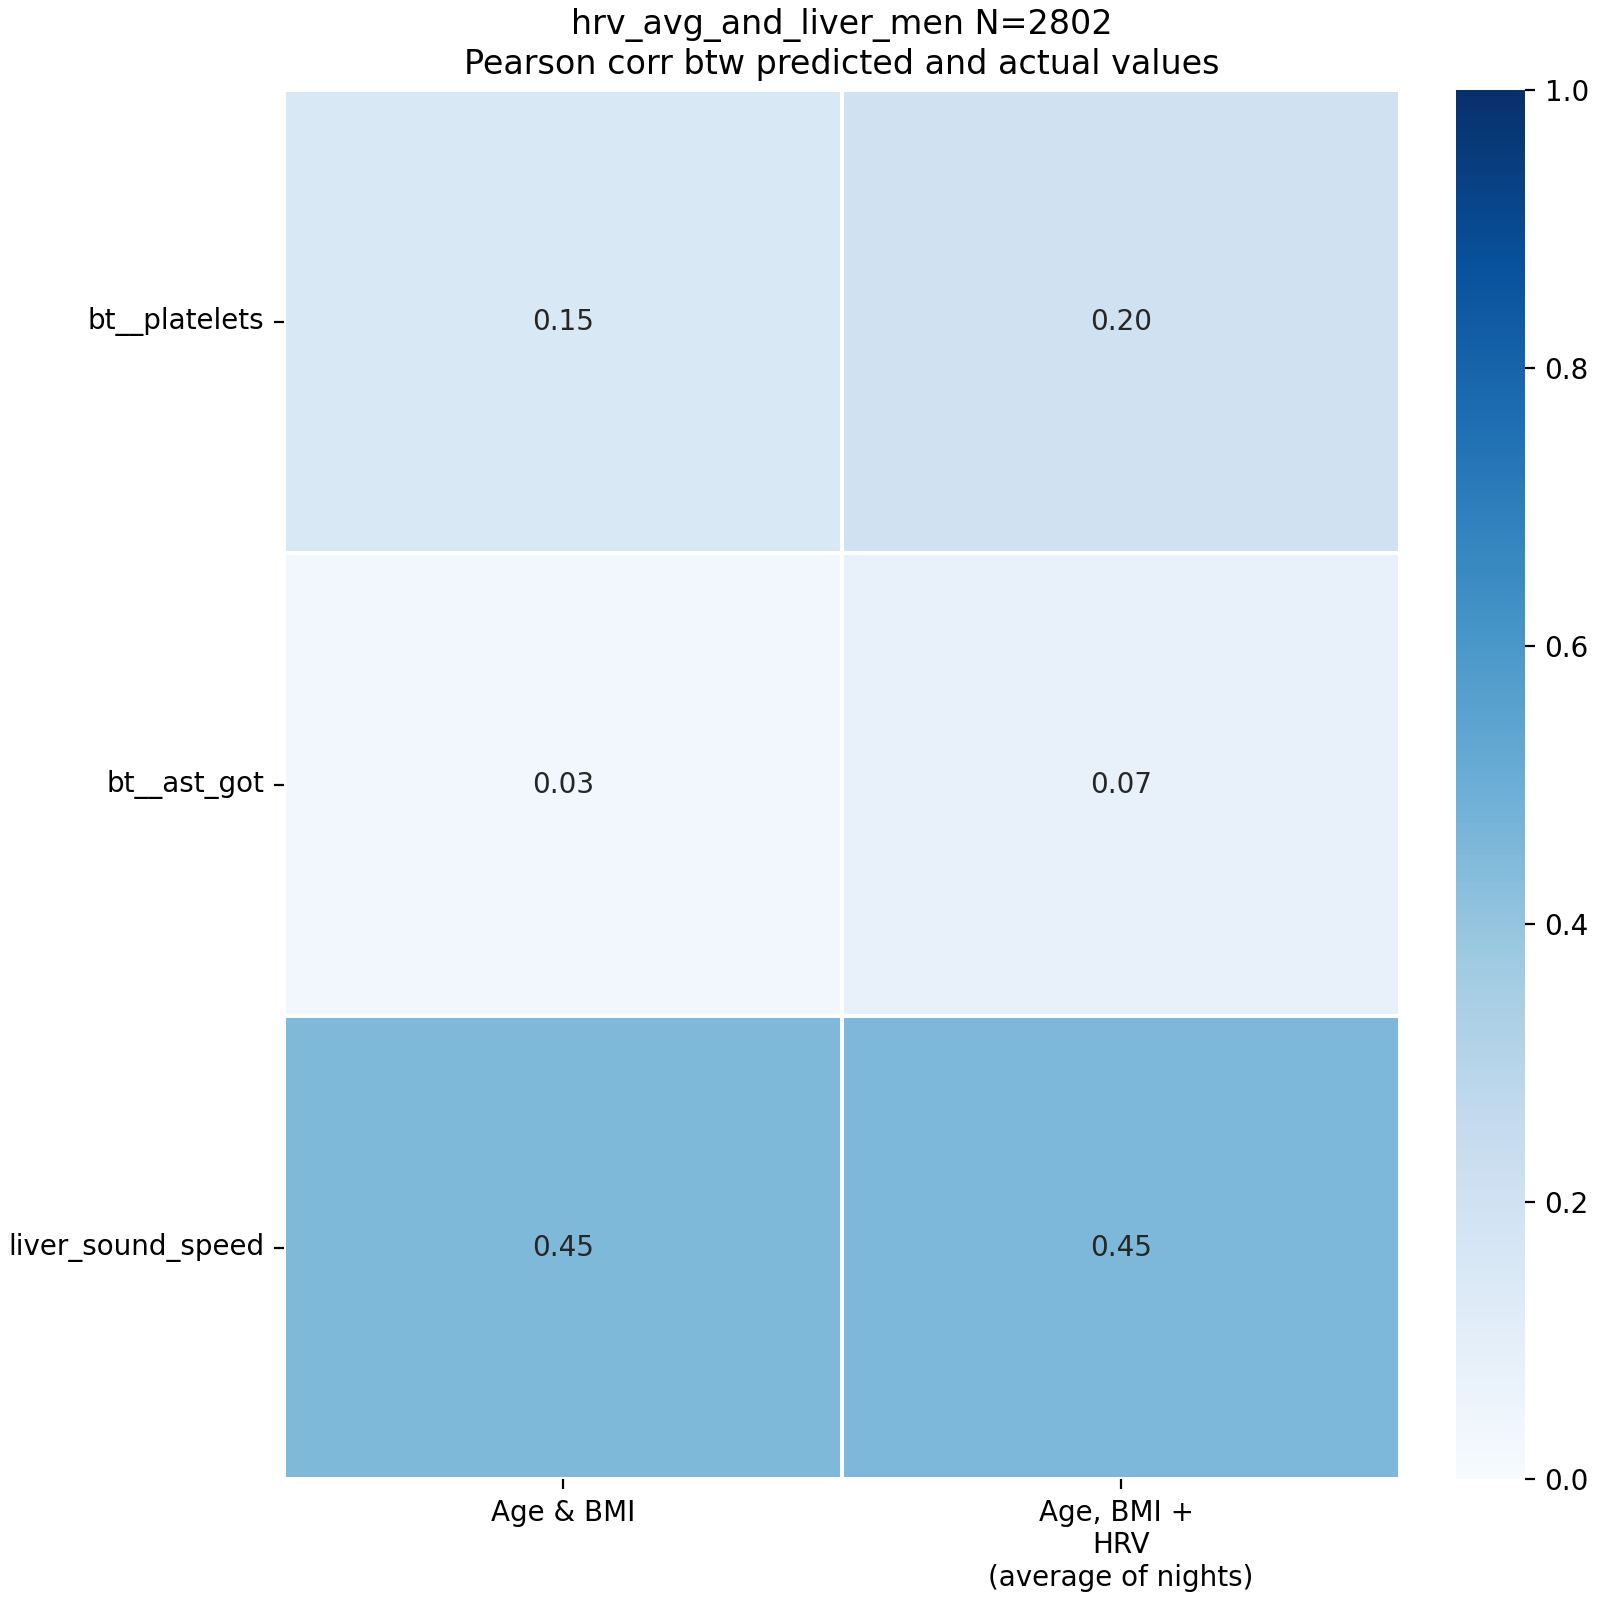 hrv_avg_and_liver_men N=2802
Pearson corr btw predicted and actual values
bt__platelets
0.15
0.20
bt__ast_got
0.03
0.07
liver_sound_speed
0.45
0.45
Age & BMI
Age, BMI +
HRV
(average of nights)
1.0
0.8
0.6
0.4
0.2
0.0